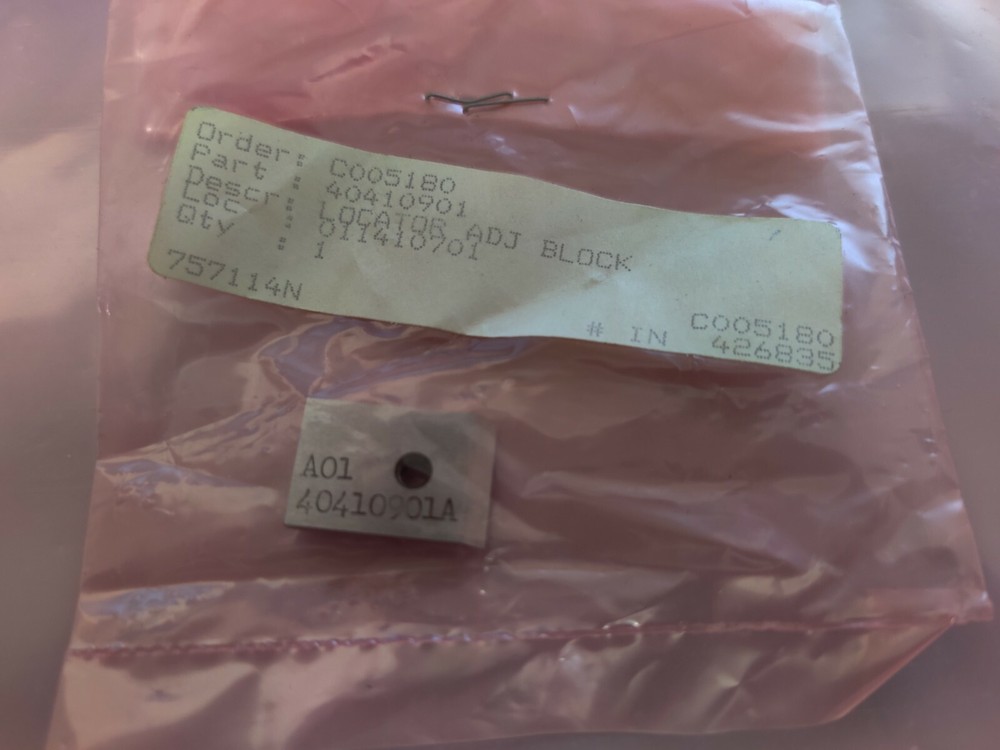 Order: C005180
Part : 40410901
Descr: LOCATOR ADJ BLOCK
Loc : 011410701
Qty : 1
757114N
# IN C005180
426835
A01
40410901A